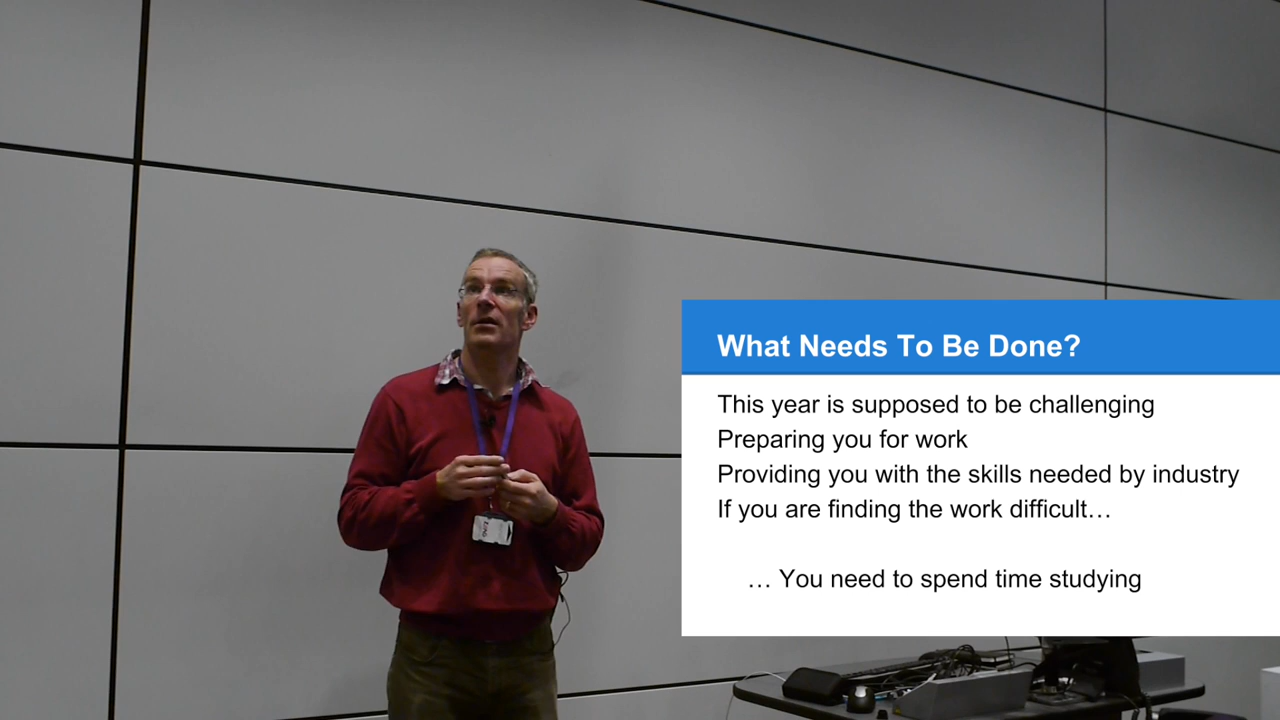 What Needs To Be Done?
This year is supposed to be challenging
Preparing you for work
Providing you with the skills needed by industry
If you are finding the work difficult…
… You need to spend time studying